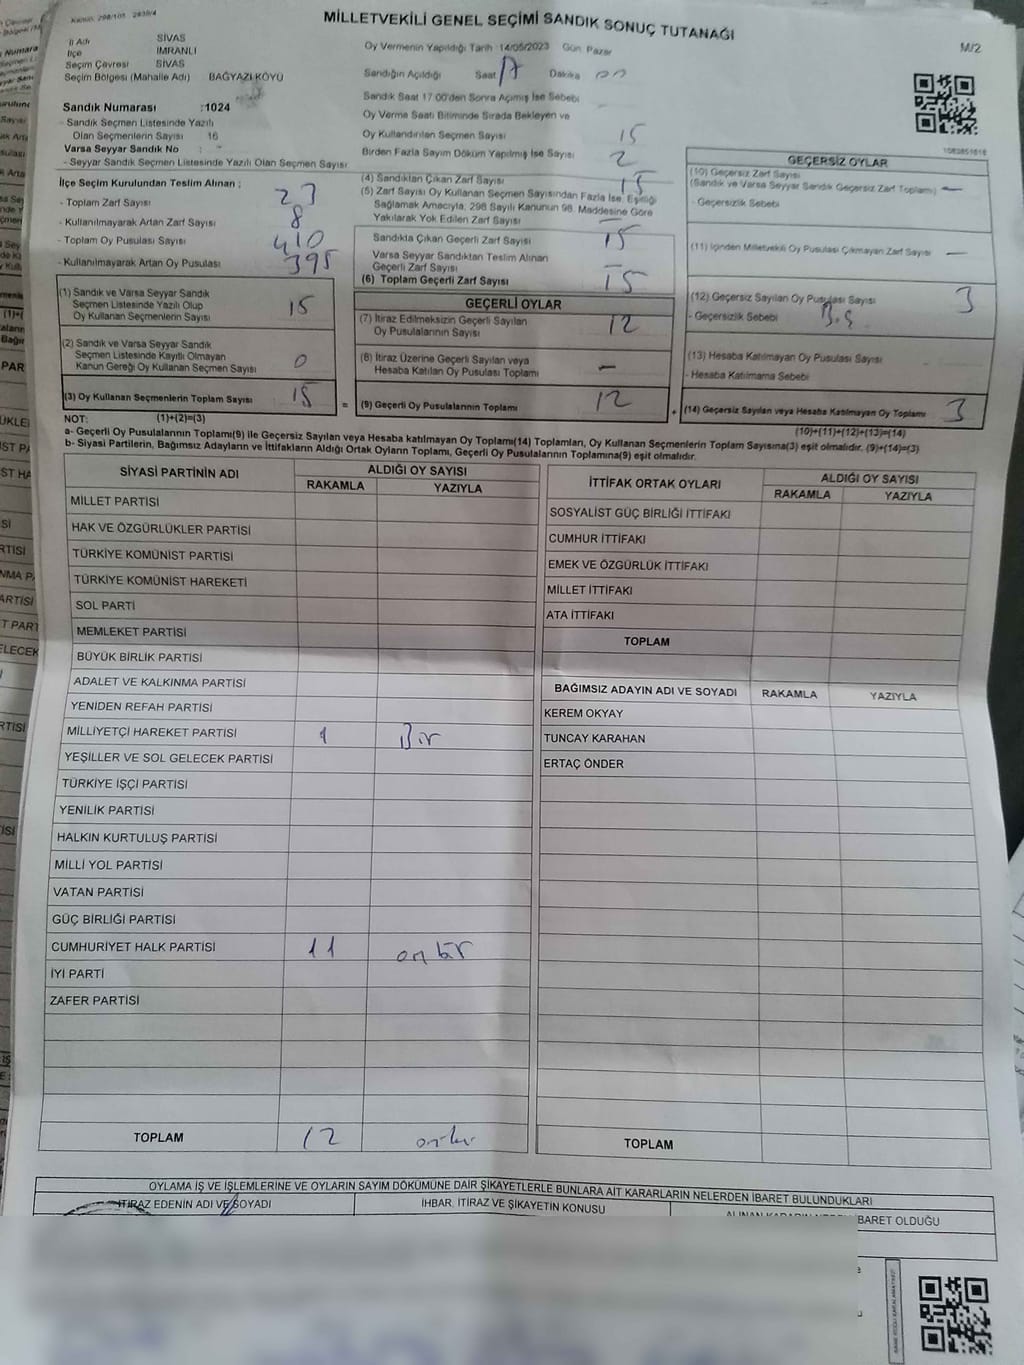 Kanun: 298/105 2839/4
MİLLETVEKİLİ GENEL SEÇİMİ SANDIK SONUÇ TUTANAĞI
M/2
İl Adı SİVAS
İlçe İMRANLI
Seçim Çevresi SİVAS
Seçim Bölgesi (Mahalle Adı) BAĞYAZI KÖYÜ
Sandık Numarası :1024
- Sandık Seçmen Listesinde Yazılı
Olan Seçmenlerin Sayısı 16
Varsa Seyyar Sandık No : -
- Seyyar Sandık Seçmen Listesinde Yazılı Olan Seçmen Sayısı
Oy Vermenin Yapıldığı Tarih 14/05/2023 Gün Pazar
Sandığın Açıldığı Saat 17 Dakika 00
Sandık Saat 17:00'den Sonra Açımış İse Sebebi
Oy Verme Saati Bitiminde Sırada Bekleyen ve
Oy Kullandırılan Seçmen Sayısı 15
Birden Fazla Sayım Döküm Yapılmış İse Sayısı 2
1083851616
İlçe Seçim Kurulundan Teslim Alınan ;
- Toplam Zarf Sayısı 23
- Kullanılmayarak Artan Zarf Sayısı 8
- Toplam Oy Pusulası Sayısı 410
- Kullanılmayarak Artan Oy Pusulası 395
(4) Sandıktan Çıkan Zarf Sayısı 15
(5) Zarf Sayısı Oy Kullanan Seçmen Sayısından Fazla İse, Eşitliği
Sağlamak Amacıyla, 298 Sayılı Kanunun 98. Maddesine Göre
Yakılarak Yok Edilen Zarf Sayısı -
Sandıkta Çıkan Geçerli Zarf Sayısı 15
Varsa Seyyar Sandıktan Teslim Alınan
Geçerli Zarf Sayısı -
(6) Toplam Geçerli Zarf Sayısı 15
(1) Sandık ve Varsa Seyyar Sandık
Seçmen Listesinde Yazılı Olup
Oy Kullanan Seçmenlerin Sayısı 15
(2) Sandık ve Varsa Seyyar Sandık
Seçmen Listesinde Kayıtlı Olmayan
Kanun Gereği Oy Kullanan Seçmen Sayısı 0
(3) Oy Kullanan Seçmenlerin Toplam Sayısı 15 =
GEÇERLİ OYLAR
(7) İtiraz Edilmeksizin Geçerli Sayılan
Oy Pusulalarının Sayısı 12
(8) İtiraz Üzerine Geçerli Sayılan veya
Hesaba Katılan Oy Pusulası Toplamı -
(9) Geçerli Oy Pusulalarının Toplamı 12 +
GEÇERSİZ OYLAR
(10) Geçersiz Zarf Sayısı
(Sandık ve Varsa Seyyar Sandık Geçersiz Zarf Toplamı) -
- Geçersizlik Sebebi
(11) İçinden Milletvekili Oy Pusulası Çıkmayan Zarf Sayısı -
(12) Geçersiz Sayılan Oy Pusulası Sayısı 3
- Geçersizlik Sebebi
(13) Hesaba Katılmayan Oy Pusulası Sayısı
- Hesaba Katılmama Sebebi
(14) Geçersiz Sayılan veya Hesaba Katılmayan Oy Toplamı 3
NOT: (1)+(2)=(3)
(10)+(11)+(12)+(13)=(14)
a- Geçerli Oy Pusulalarının Toplamı(9) ile Geçersiz Sayılan veya Hesaba katılmayan Oy Toplamı(14) Toplamları, Oy Kullanan Seçmenlerin Toplam Sayısına(3) eşit olmalıdır. (9)+(14)=(3)
b- Siyasi Partilerin, Bağımsız Adayların ve İttifakların Aldığı Ortak Oyların Toplamı, Geçerli Oy Pusulalarının Toplamına(9) eşit olmalıdır.
SİYASİ PARTİNİN ADI ALDIĞI OY SAYISI
RAKAMLA YAZIYLA
MİLLET PARTİSİ
HAK VE ÖZGÜRLÜKLER PARTİSİ
TÜRKİYE KOMÜNİST PARTİSİ
TÜRKİYE KOMÜNİST HAREKETİ
SOL PARTİ
MEMLEKET PARTİSİ
BÜYÜK BİRLİK PARTİSİ
ADALET VE KALKINMA PARTİSİ
YENİDEN REFAH PARTİSİ
MİLLİYETÇİ HAREKET PARTİSİ 1 Bir
YEŞİLLER VE SOL GELECEK PARTİSİ
TÜRKİYE İŞÇİ PARTİSİ
YENİLİK PARTİSİ
HALKIN KURTULUŞ PARTİSİ
MİLLİ YOL PARTİSİ
VATAN PARTİSİ
GÜÇ BİRLİĞİ PARTİSİ
CUMHURİYET HALK PARTİSİ 11 on bir
İYİ PARTİ
ZAFER PARTİSİ
TOPLAM 12
İTTİFAK ORTAK OYLARI ALDIĞI OY SAYISI
RAKAMLA YAZIYLA
SOSYALİST GÜÇ BİRLİĞİ İTTİFAKI
CUMHUR İTTİFAKI
EMEK VE ÖZGÜRLÜK İTTİFAKI
MİLLET İTTİFAKI
ATA İTTİFAKI
TOPLAM
BAĞIMSIZ ADAYIN ADI VE SOYADI RAKAMLA YAZIYLA
KEREM OKYAY
TUNCAY KARAHAN
ERTAÇ ÖNDER
TOPLAM
OYLAMA İŞ VE İŞLEMLERİNE VE OYLARIN SAYIM DÖKÜMÜNE DAİR ŞİKAYETLERLE BUNLARA AİT KARARLARIN NELERDEN İBARET BULUNDUKLARI
İTİRAZ EDENİN ADI VE SOYADI İHBAR, İTİRAZ VE ŞİKAYETİN KONUSU İBARET OLDUĞU